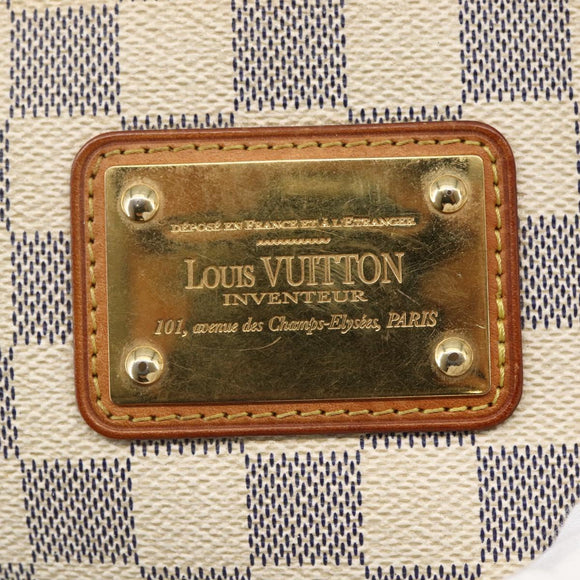 DÉPOSÉ EN FRANCE ET À L'ÉTRANGER
LOUIS VUITTON
INVENTEUR
101, avenue des Champs-Elysées, PARIS